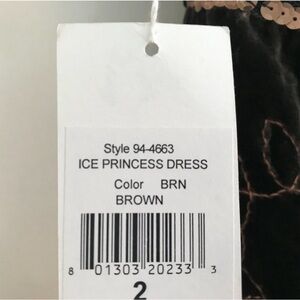 Style 94-4663
ICE PRINCESS DRESS
Color BRN
BROWN
8 01303 20233 3
2